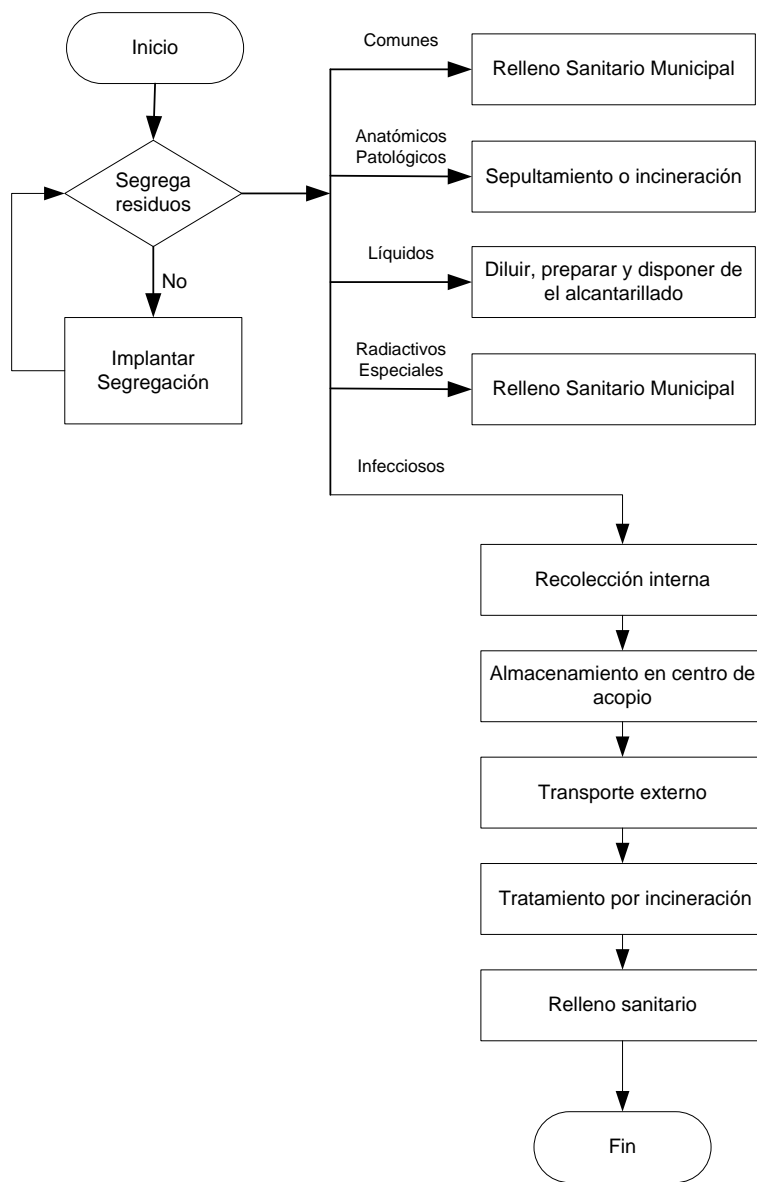 Inicio
Segrega
residuos
No
Implantar
Segregación
Comunes
Relleno Sanitario Municipal
Anatómicos
Patológicos
Sepultamiento o incineración
Líquidos
Diluir, preparar y disponer de
el alcantarillado
Radiactivos
Especiales
Relleno Sanitario Municipal
Infecciosos
Recolección interna
Almacenamiento en centro de
acopio
Transporte externo
Tratamiento por incineración
Relleno sanitario
Fin